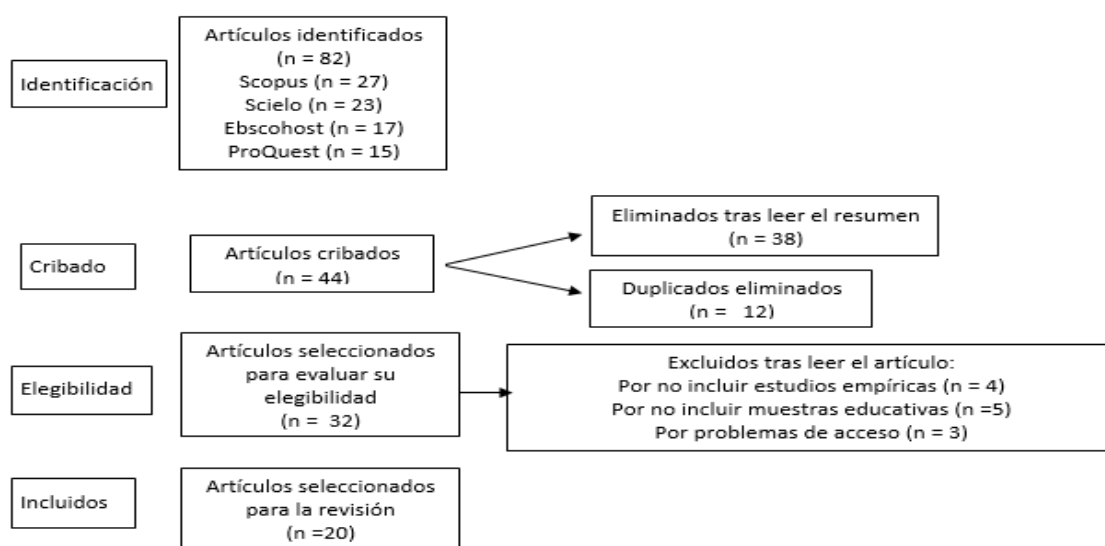 Identificación
Artículos identificados
(n = 82)
Scopus (n = 27)
Scielo (n = 23)
Ebscohost (n = 17)
ProQuest (n = 15)
Cribado
Artículos cribados
(n = 44)
Eliminados tras leer el resumen
(n = 38)
Duplicados eliminados
(n = 12)
Elegibilidad
Artículos seleccionados
para evaluar su
elegibilidad
(n = 32)
Excluidos tras leer el artículo:
Por no incluir estudios empíricas (n = 4)
Por no incluir muestras educativas (n =5)
Por problemas de acceso (n = 3)
Incluidos
Artículos seleccionados
para la revisión
(n =20)